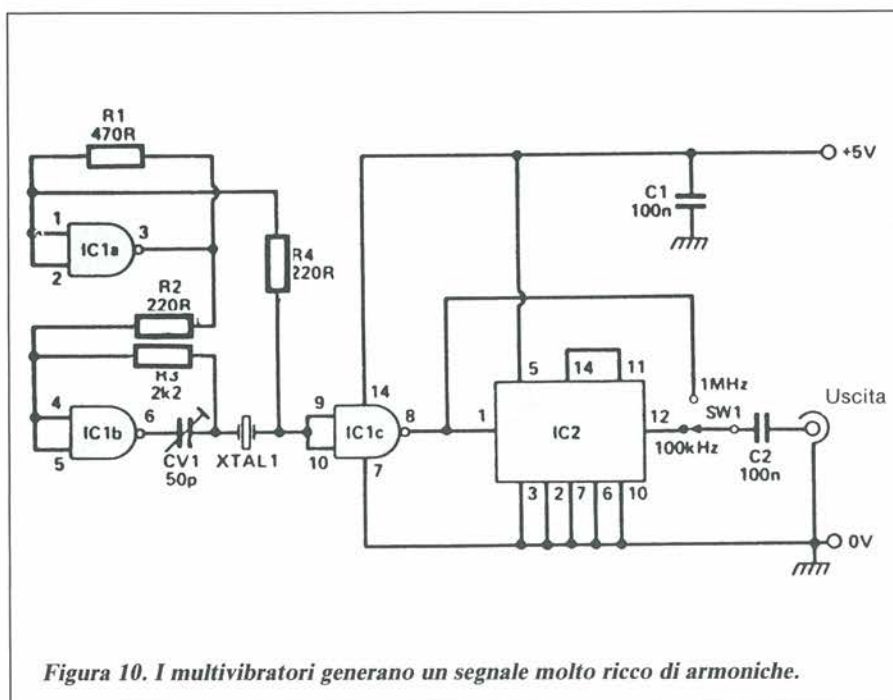 R1
470R
1
2
3
IC1a
R4
220R
R2
220R
R3
2k2
4
5
6
IC1b
CV1
50p
XTAL1
9
10
14
8
7
IC1c
+5V
C1
100n
5
14
11
1
12
IC2
3
2
7
6
10
1MHz
SW1
100kHz
C2
100n
Uscita
0V
Figura 10. I multivibratori generano un segnale molto ricco di armoniche.